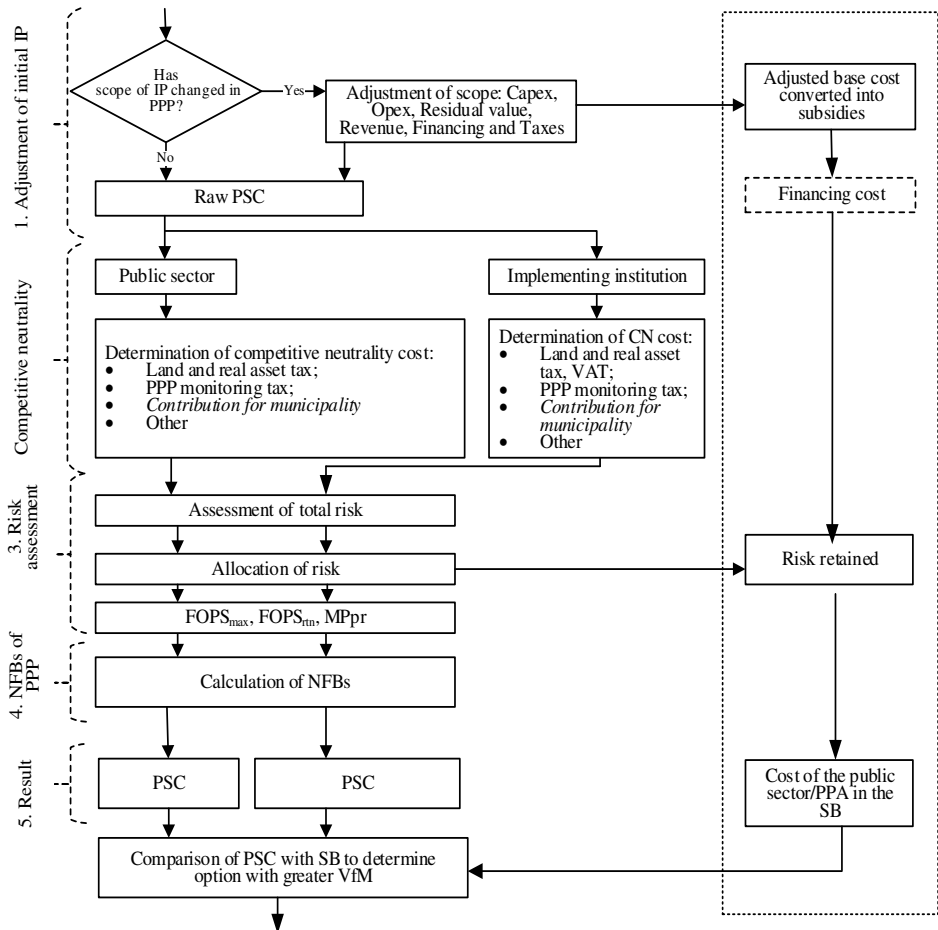 1. Adjustment of initial IP
Has
scope of IP changed in
PPP?
Yes
No
Adjustment of scope: Capex,
Opex, Residual value,
Revenue, Financing and Taxes
Adjusted base cost
converted into
subsidies
Raw PSC
Financing cost
Competitive neutrality
Public sector
Implementing institution
Determination of competitive neutrality cost:
• Land and real asset tax;
• PPP monitoring tax;
• Contribution for municipality
• Other
Determination of CN cost:
• Land and real asset
tax, VAT;
• PPP monitoring tax;
• Contribution for
municipality
• Other
3. Risk
assessment
Assessment of total risk
Allocation of risk
Risk retained
FOPSmax, FOPSrtn, MPpr
4. NFBs of
PPP
Calculation of NFBs
5. Result
PSC
PSC
Cost of the public
sector/PPA in the
SB
Comparison of PSC with SB to determine
option with greater VfM